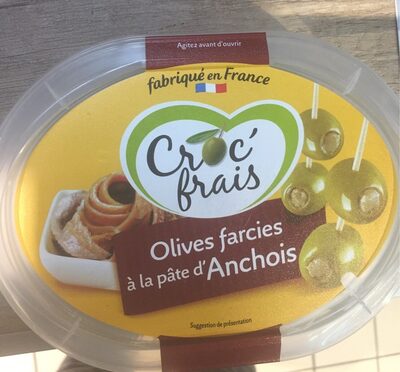 Agitez avant d'ouvrir
fabriqué en France
Croc'
frais
Olives farcies
à la pâte d'Anchois
Suggestion de présentation